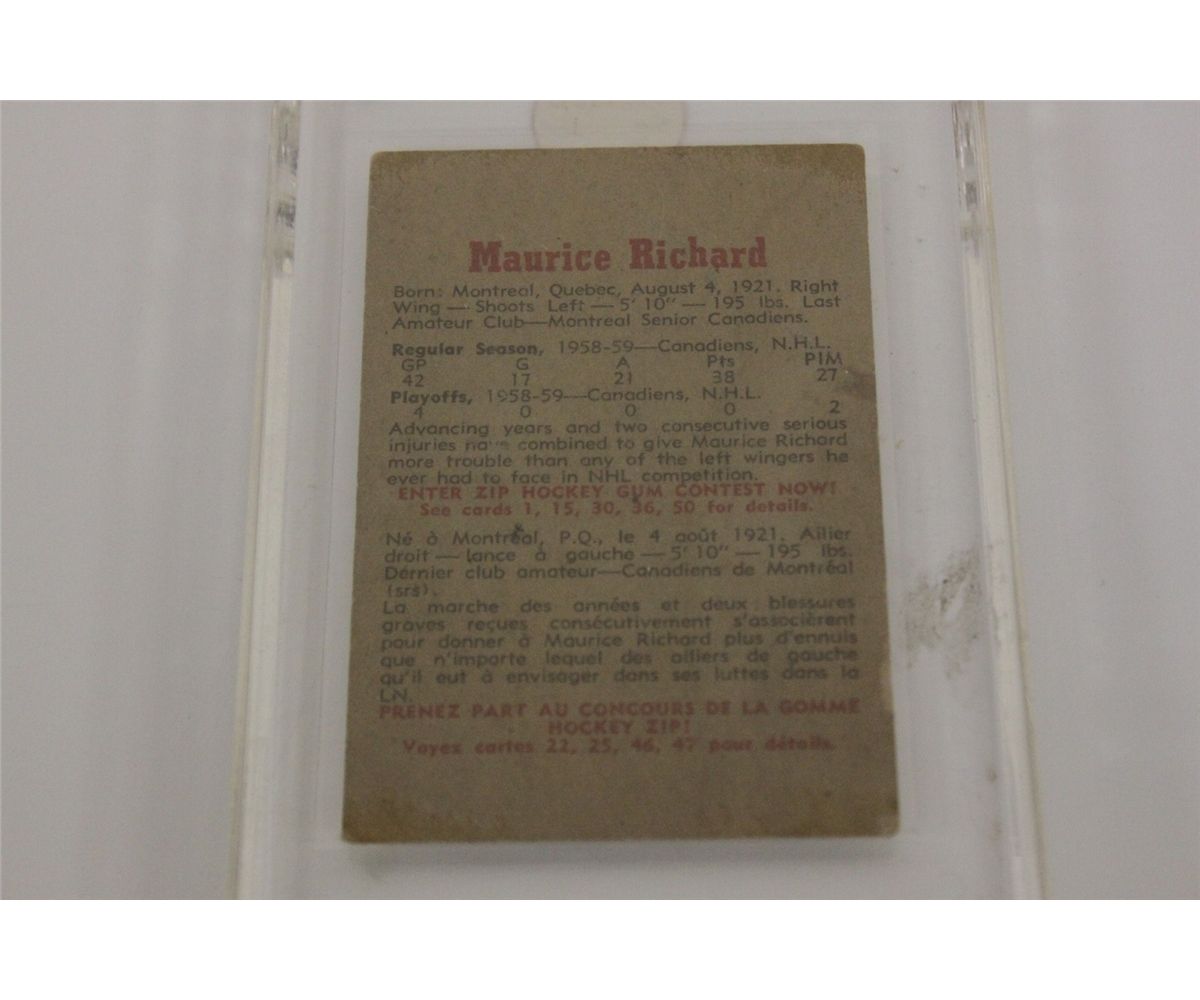 Maurice Richard
Born: Montreal, Quebec, August 4, 1921. Right
Wing — Shoots Left — 5' 10" — 195 lbs. Last
Amateur Club—Montreal Senior Canadiens.
Regular Season, 1958-59—Canadiens, N.H.L.
GP G A Pts PIM
42 17 21 38 27
Playoffs, 1958-59—Canadiens, N.H.L.
4 0 0 0 2
Advancing years and two consecutive serious
injuries have combined to give Maurice Richard
more trouble than any of the left wingers he
ever had to face in NHL competition.
ENTER ZIP HOCKEY GUM CONTEST NOW!
See cards 1, 15, 30, 36, 50 for details.
Né à Montréal, P.Q., le 4 août 1921. Ailier
droit — lance à gauche — 5' 10" — 195 lbs.
Dérnier club amateur—Canadiens de Montréal
(srs).
La marche des années et deux blessures
graves reçues consécutivement s'associèrent
pour donner à Maurice Richard plus d'ennuis
que n'importe lequel des ailiers de gauche
qu'il eut à envisager dans ses luttes dans la
LN.
PRENEZ PART AU CONCOURS DE LA GOMME
HOCKEY ZIP!
Voyez cartes 22, 25, 46, 47 pour détails.